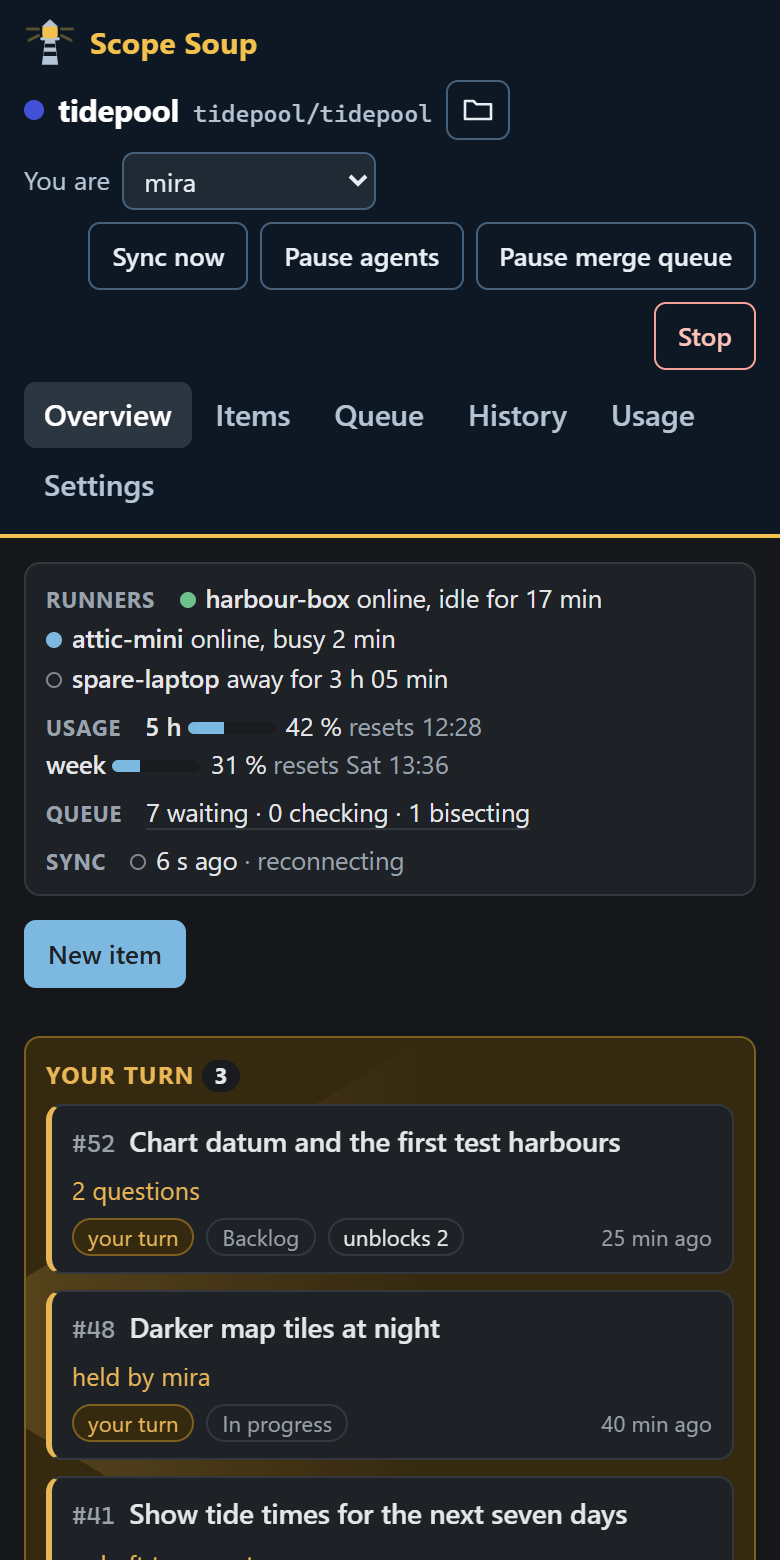 Scope Soup
tidepool tidepool/tidepool
You are mira
Sync now Pause agents Pause merge queue
Stop
Overview Items Queue History Usage
Settings
RUNNERS harbour-box online, idle for 17 min
attic-mini online, busy 2 min
spare-laptop away for 3 h 05 min
USAGE 5 h 42 % resets 12:28
week 31 % resets Sat 13:36
QUEUE 7 waiting · 0 checking · 1 bisecting
SYNC 6 s ago · reconnecting
New item
YOUR TURN 3
#52 Chart datum and the first test harbours
2 questions
your turn Backlog unblocks 2 25 min ago
#48 Darker map tiles at night
held by mira
your turn In progress 40 min ago
#41 Show tide times for the next seven days